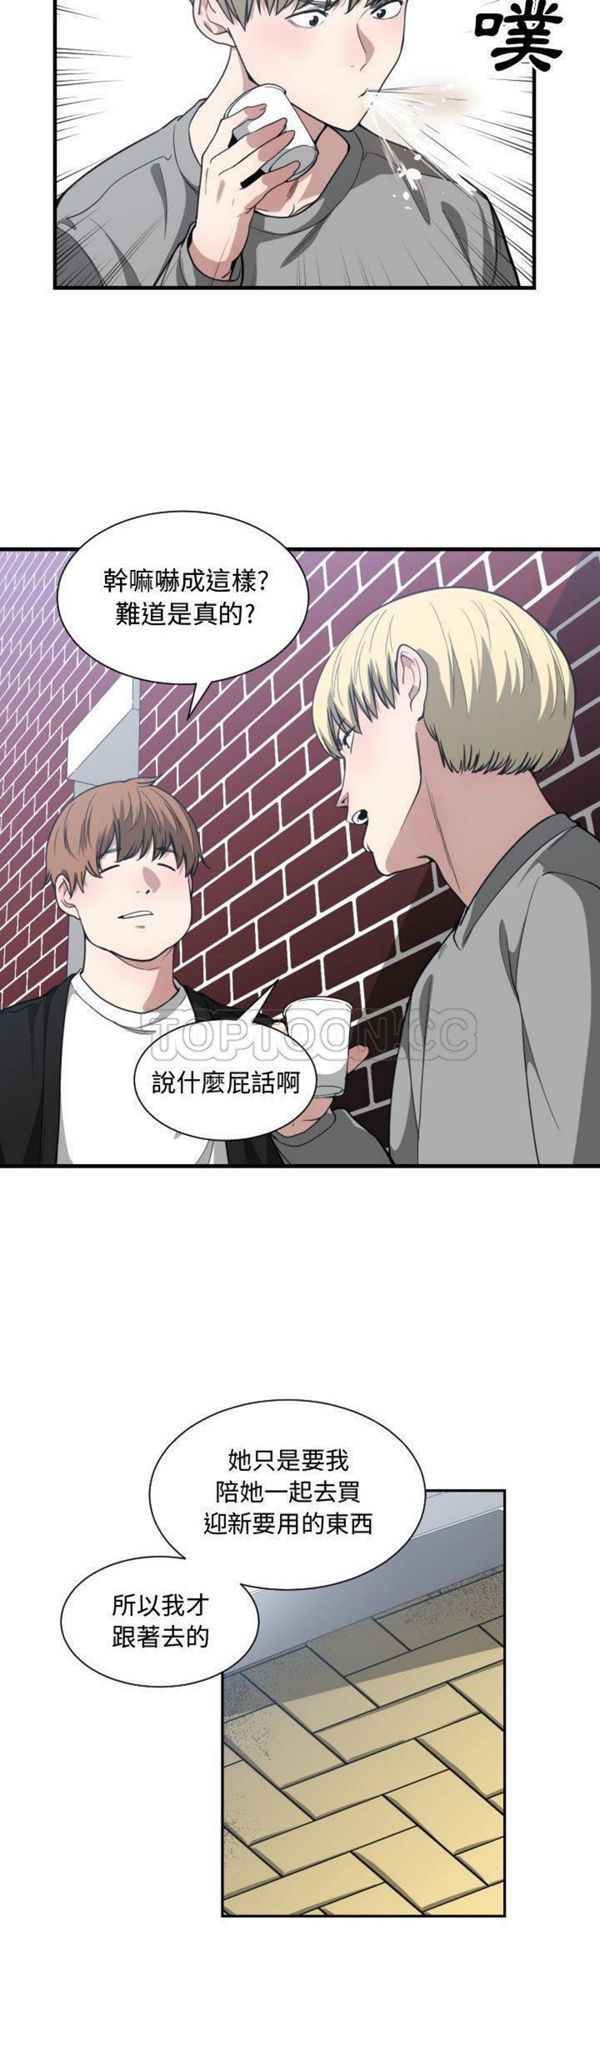 噗
幹嘛嚇成這樣?
難道是真的?
TOPTOON.CC
說什麼屁話啊
她只是要我
陪她一起去買
迎新要用的東西
所以我才
跟著去的